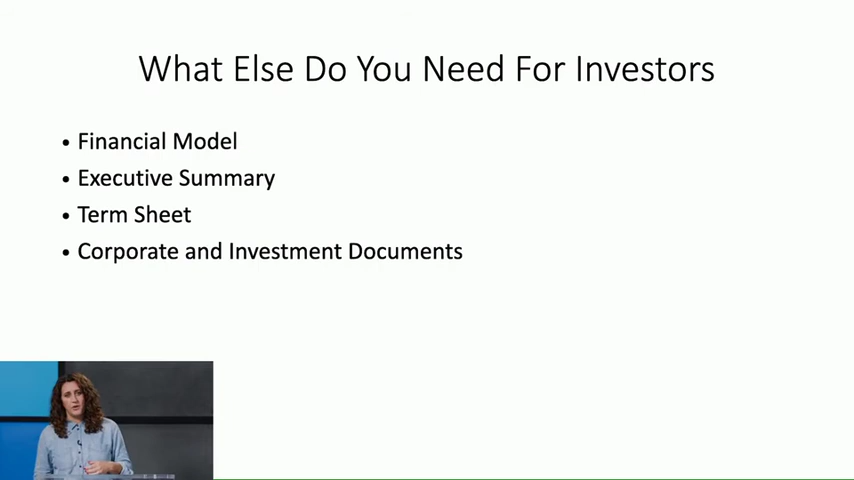 What Else Do You Need For Investors
• Financial Model
• Executive Summary
• Term Sheet
• Corporate and Investment Documents